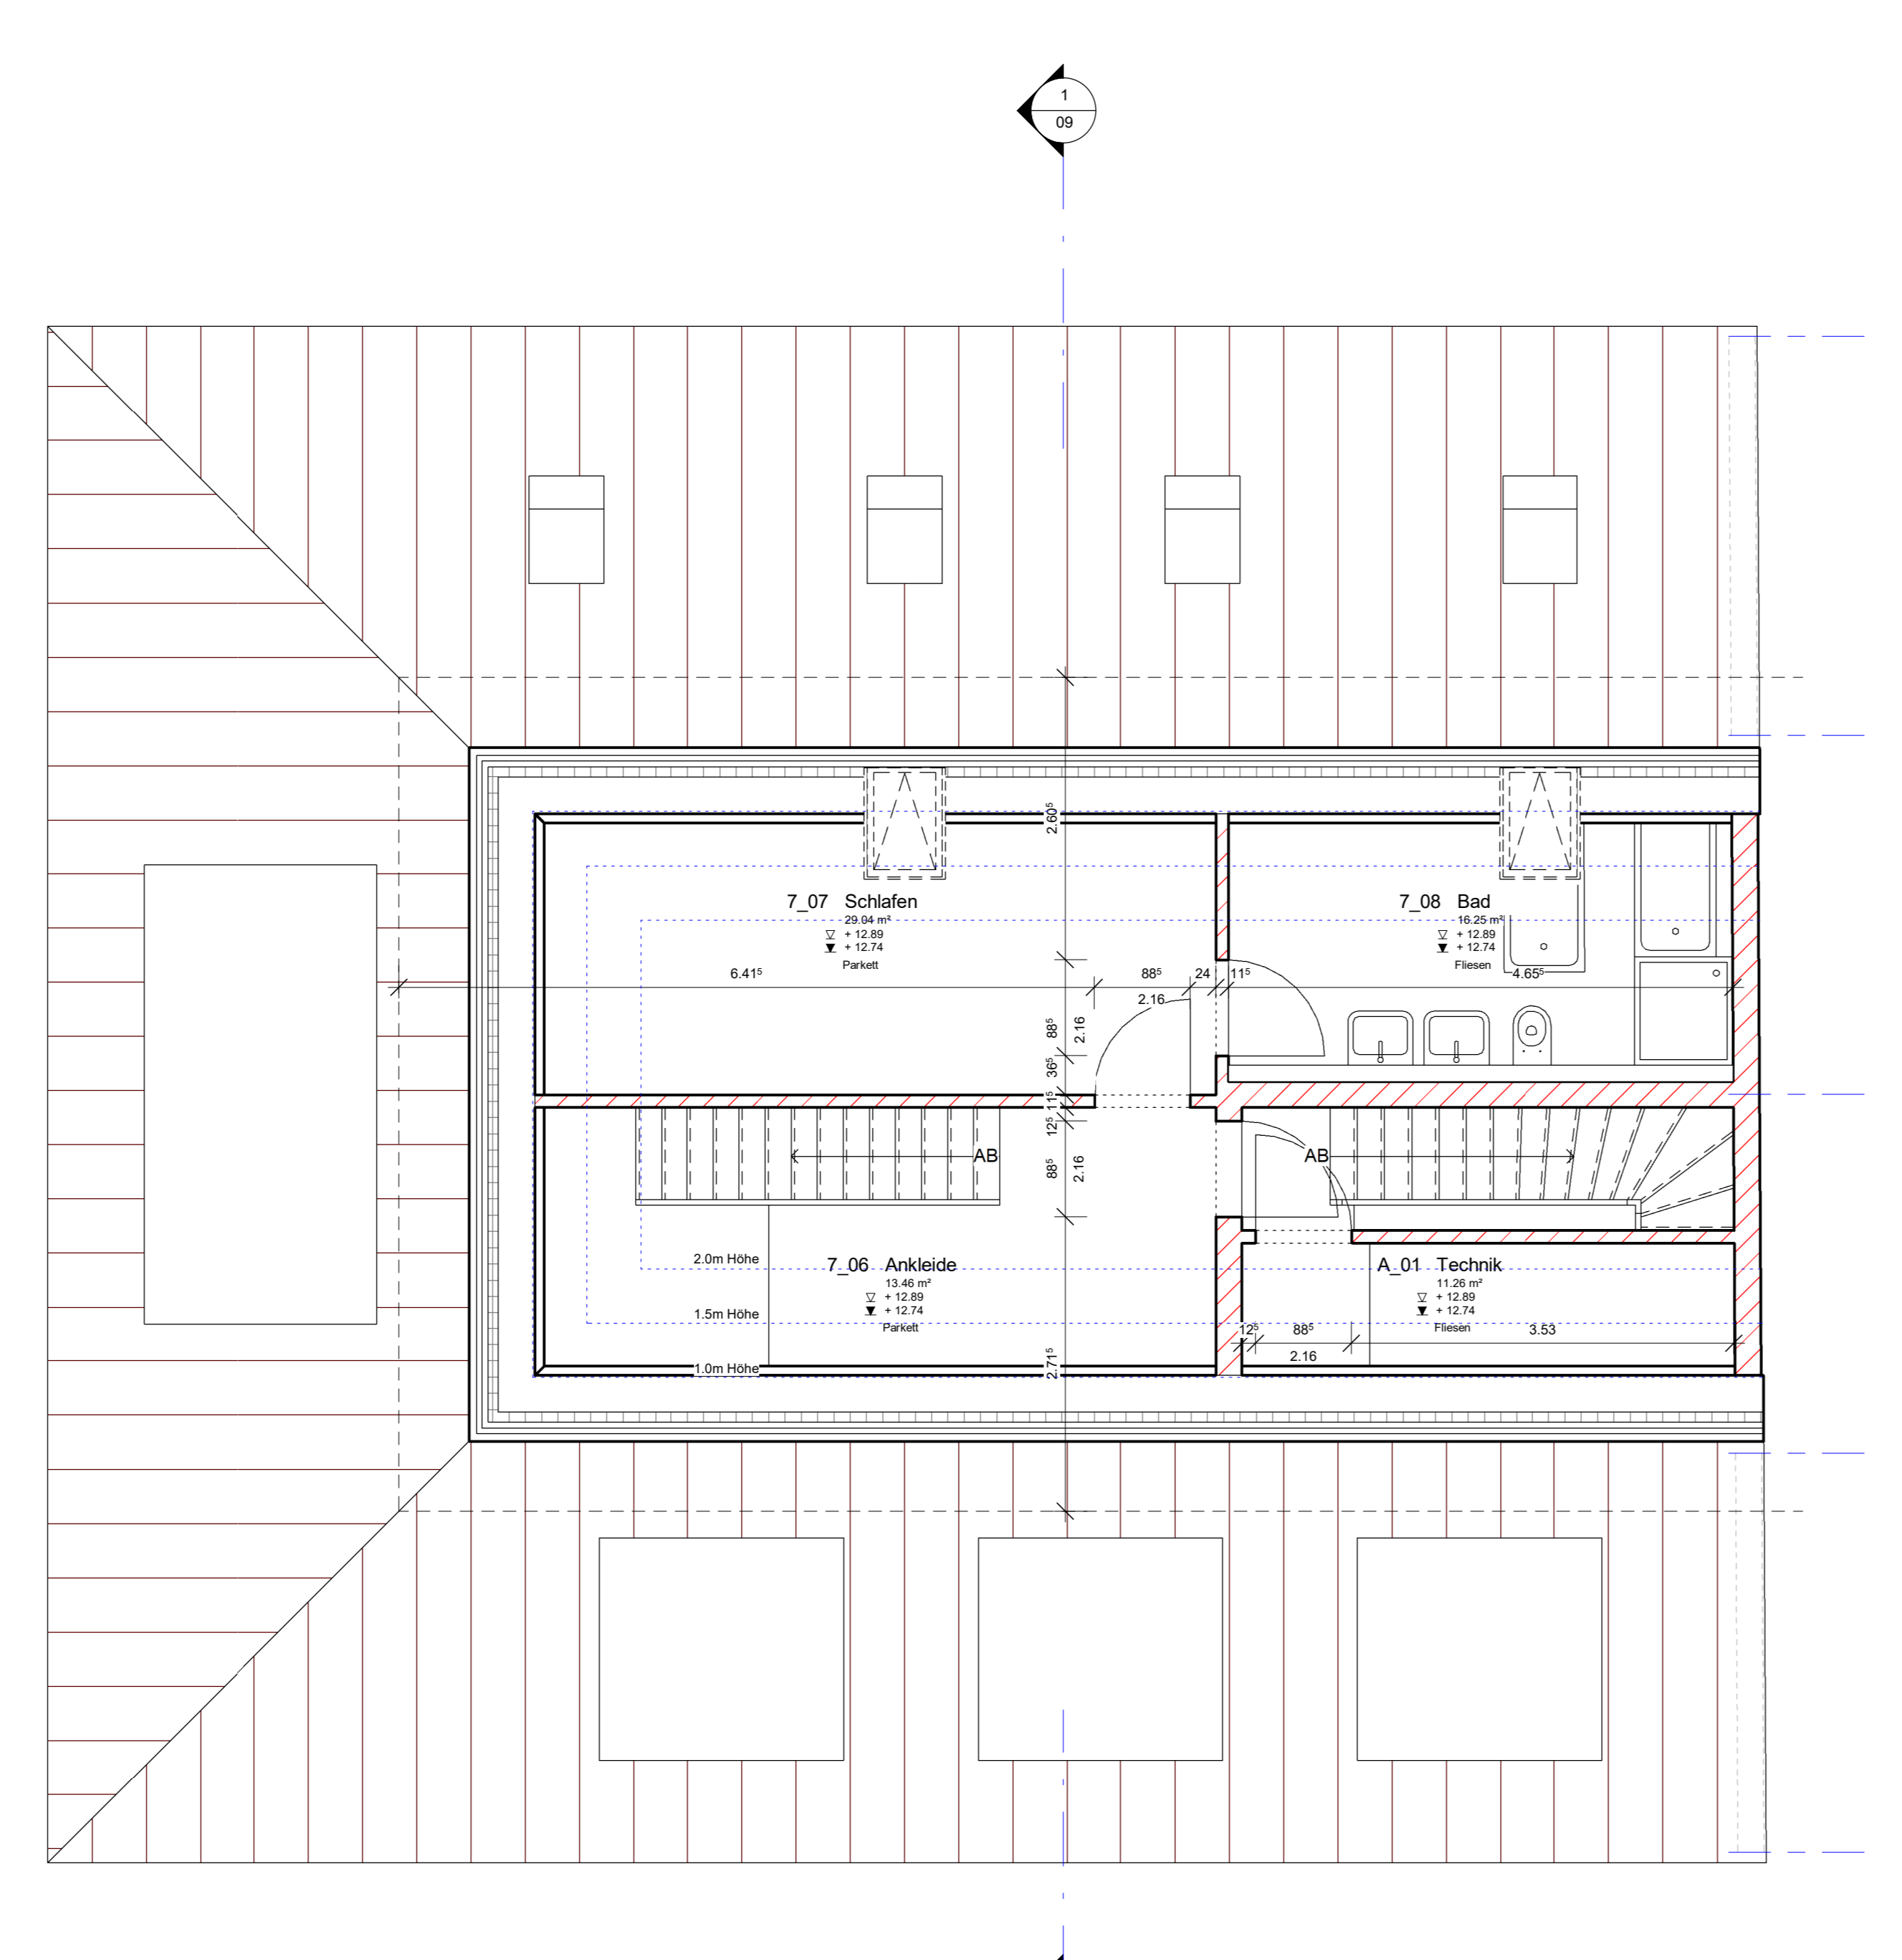 1
09
2.60⁵
7_07 Schlafen
29.04 m²
+ 12.89
+ 12.74
Parkett
7_08 Bad
16.25 m²
+ 12.89
+ 12.74
Fliesen
6.41⁵
88⁵
2.16
24
11⁵
4.65⁵
88⁵
2.16
36⁵
11⁵
12⁵
88⁵
2.16
AB
AB
2.0m Höhe
1.5m Höhe
1.0m Höhe
7_06 Ankleide
13.46 m²
+ 12.89
+ 12.74
Parkett
A_01 Technik
11.26 m²
+ 12.89
+ 12.74
Fliesen
12⁵
88⁵
2.16
3.53
2.71⁵